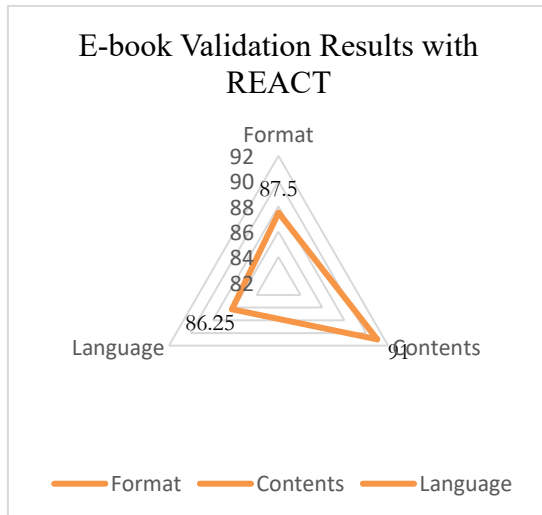 E-book Validation Results with
REACT
Format
92
90
87.5
88
86
84
82
86.25
Language
91
Contents
Format
Contents
Language